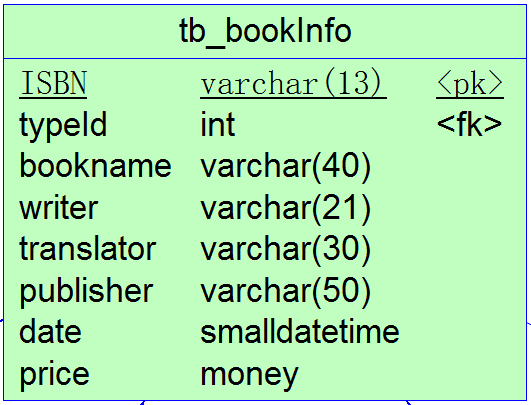 tb_bookInfo
ISBN varchar(13) <pk>
typeId int <fk>
bookname varchar(40)
writer varchar(21)
translator varchar(30)
publisher varchar(50)
date smalldatetime
price money